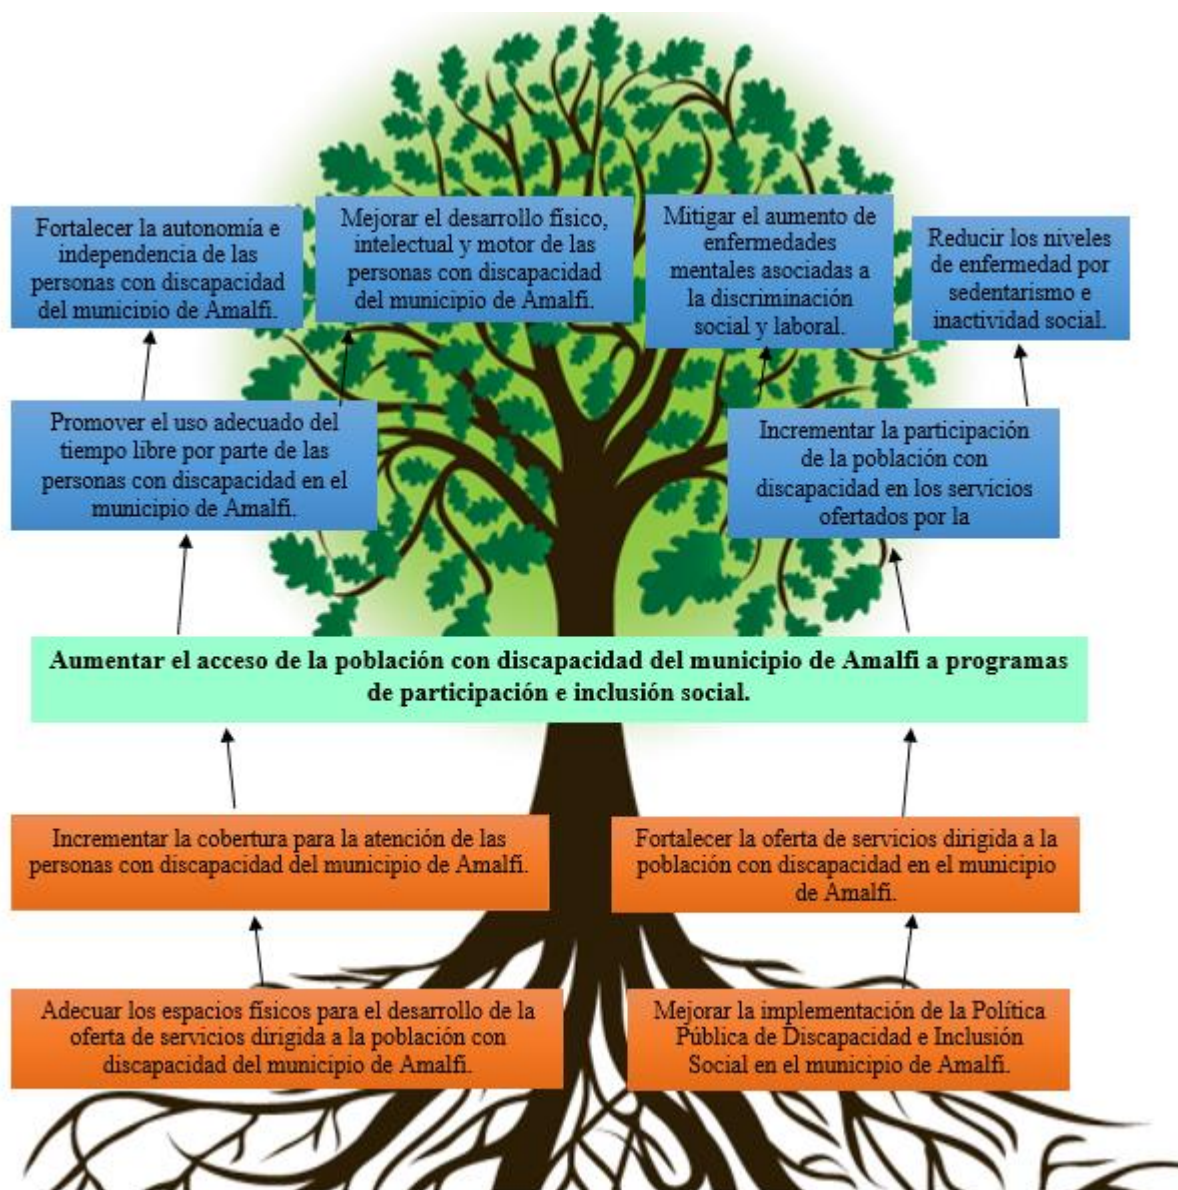 Fortalecer la autonomía e
independencia de las
personas con discapacidad
del municipio de Amalfi.
Mejorar el desarrollo físico,
intelectual y motor de las
personas con discapacidad
del municipio de Amalfi.
Mitigar el aumento de
enfermedades
mentales asociadas a
la discriminación
social y laboral.
Reducir los niveles
de enfermedad por
sedentarismo e
inactividad social.
Promover el uso adecuado del
tiempo libre por parte de las
personas con discapacidad en el
municipio de Amalfi.
Incrementar la participación
de la población con
discapacidad en los servicios
ofertados por la
Aumentar el acceso de la población con discapacidad del municipio de Amalfi a programas
de participación e inclusión social.
Incrementar la cobertura para la atención de las
personas con discapacidad del municipio de Amalfi.
Fortalecer la oferta de servicios dirigida a la
población con discapacidad en el municipio
de Amalfi.
Adecuar los espacios físicos para el desarrollo de la
oferta de servicios dirigida a la población con
discapacidad del municipio de Amalfi.
Mejorar la implementación de la Política
Pública de Discapacidad e Inclusión
Social en el municipio de Amalfi.